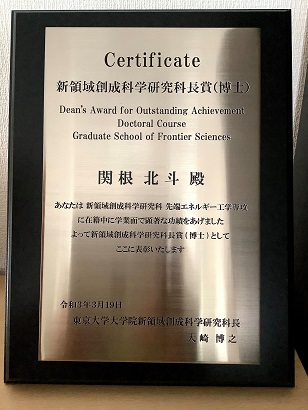 Certificate
新領域創成科学研究科長賞(博士)
Dean's Award for Outstanding Achievement
Doctoral Course
Graduate School of Frontier Sciences
関根 北斗 殿
あなたは 新領域創成科学研究科 先端エネルギー工学専攻
に在籍中に学業面で顕著な功績をあげました
よって新領域創成科学研究科長賞(博士)として
ここに表彰いたします
令和3年3月19日
東京大学大学院新領域創成科学研究科長
大崎 博之